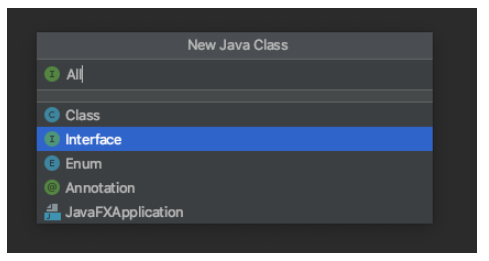 New Java Class
All
Class
Interface
Enum
Annotation
JavaFXApplication